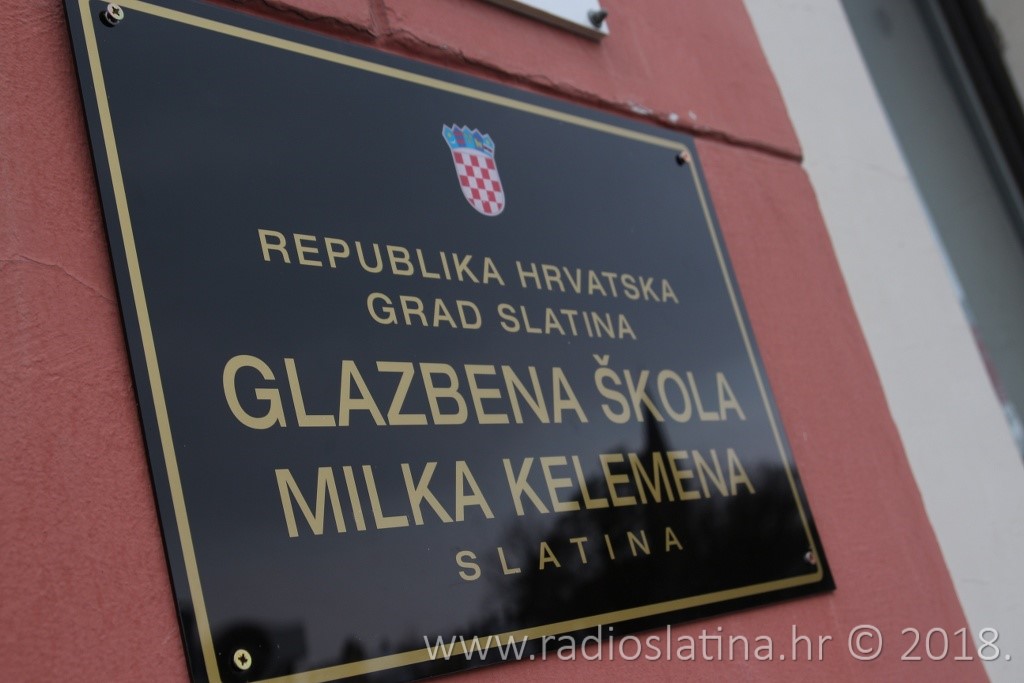 REPUBLIKA HRVATSKA
GRAD SLATINA
GLAZBENA ŠKOLA
MILKA KELEMENA
SLATINA
www.radioslatina.hr © 2018.